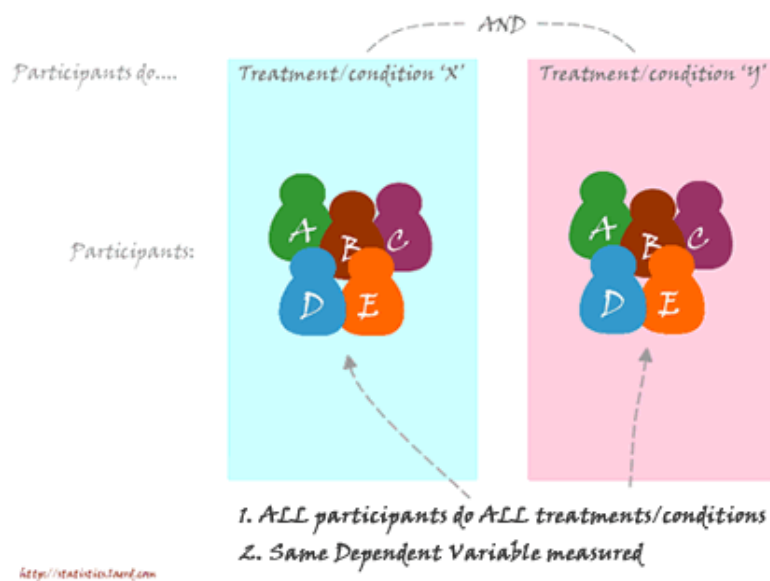 AND
Participants do....
Treatment/condition 'X'
Treatment/condition 'Y'
Participants:
A
B
C
D
E
A
B
C
D
E
1. ALL participants do ALL treatments/conditions
2. Same Dependent Variable measured
http://statistics.laerd.com